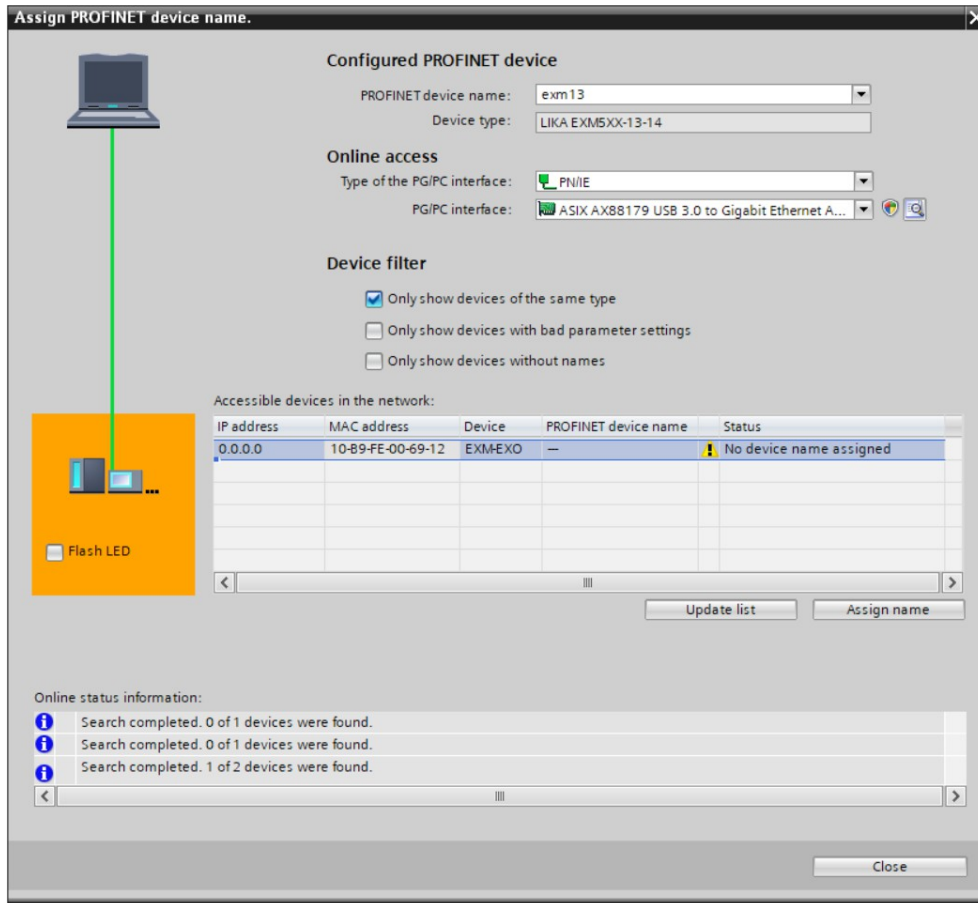 Assign PROFINET device name.
Configured PROFINET device
PROFINET device name: exm13
Device type: LIKA EXM5XX-13-14
Online access
Type of the PG/PC interface: PN/IE
PG/PC interface: ASIX AX88179 USB 3.0 to Gigabit Ethernet A...
Device filter
Only show devices of the same type
Only show devices with bad parameter settings
Only show devices without names
Accessible devices in the network:
IP address MAC address Device PROFINET device name Status
0.0.0.0 10-B9-FE-00-69-12 EXM-EXO — No device name assigned
Flash LED
Update list Assign name
Online status information:
Search completed. 0 of 1 devices were found.
Search completed. 0 of 1 devices were found.
Search completed. 1 of 2 devices were found.
Close